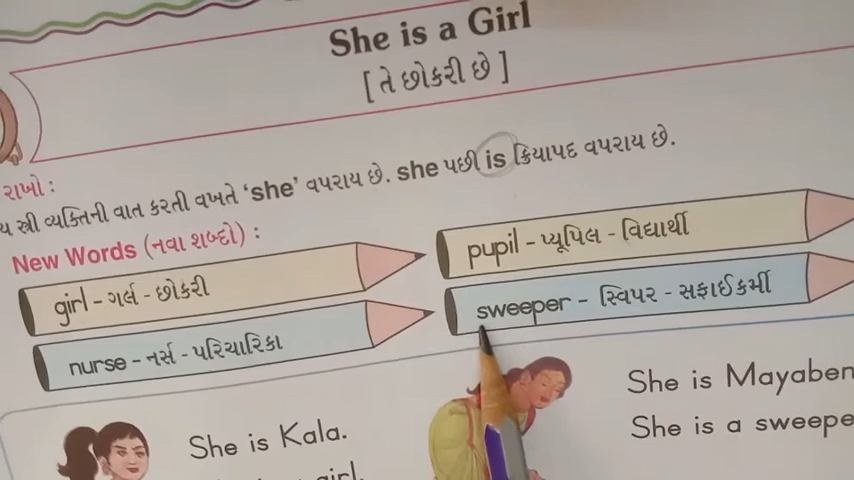 She is a Girl
[ તે છોકરી છે ]
રાખો :
સ્ત્રી વ્યક્તિની વાત કરતી વખતે ‘she’ વપરાય છે. she પછી is ક્રિયાપદ વપરાય છે.
New Words (નવા શબ્દો) :
girl – ગર્લ - છોકરી
pupil – પ્યૂપિલ - વિદ્યાર્થી
nurse – નર્સ - પરિચારિકા
sweeper – સ્વિપર - સફાઈકર્મી
She is Kala.
girl.
She is Mayaben
She is a sweepe